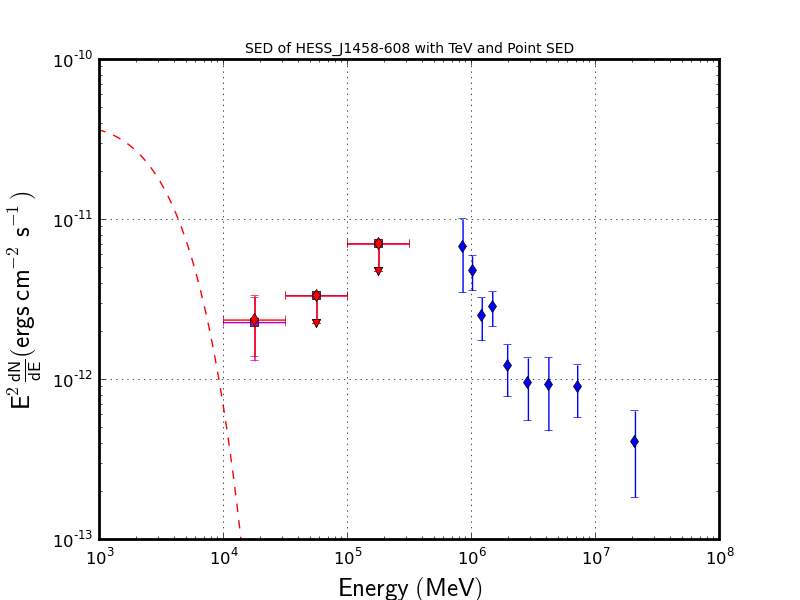 SED of HESS_J1458-608 with TeV and Point SED
10^-10
10^-11
10^-12
10^-13
E^2 dN/dE (ergs cm^-2 s^-1)
10^3 10^4 10^5 10^6 10^7 10^8
Energy (MeV)